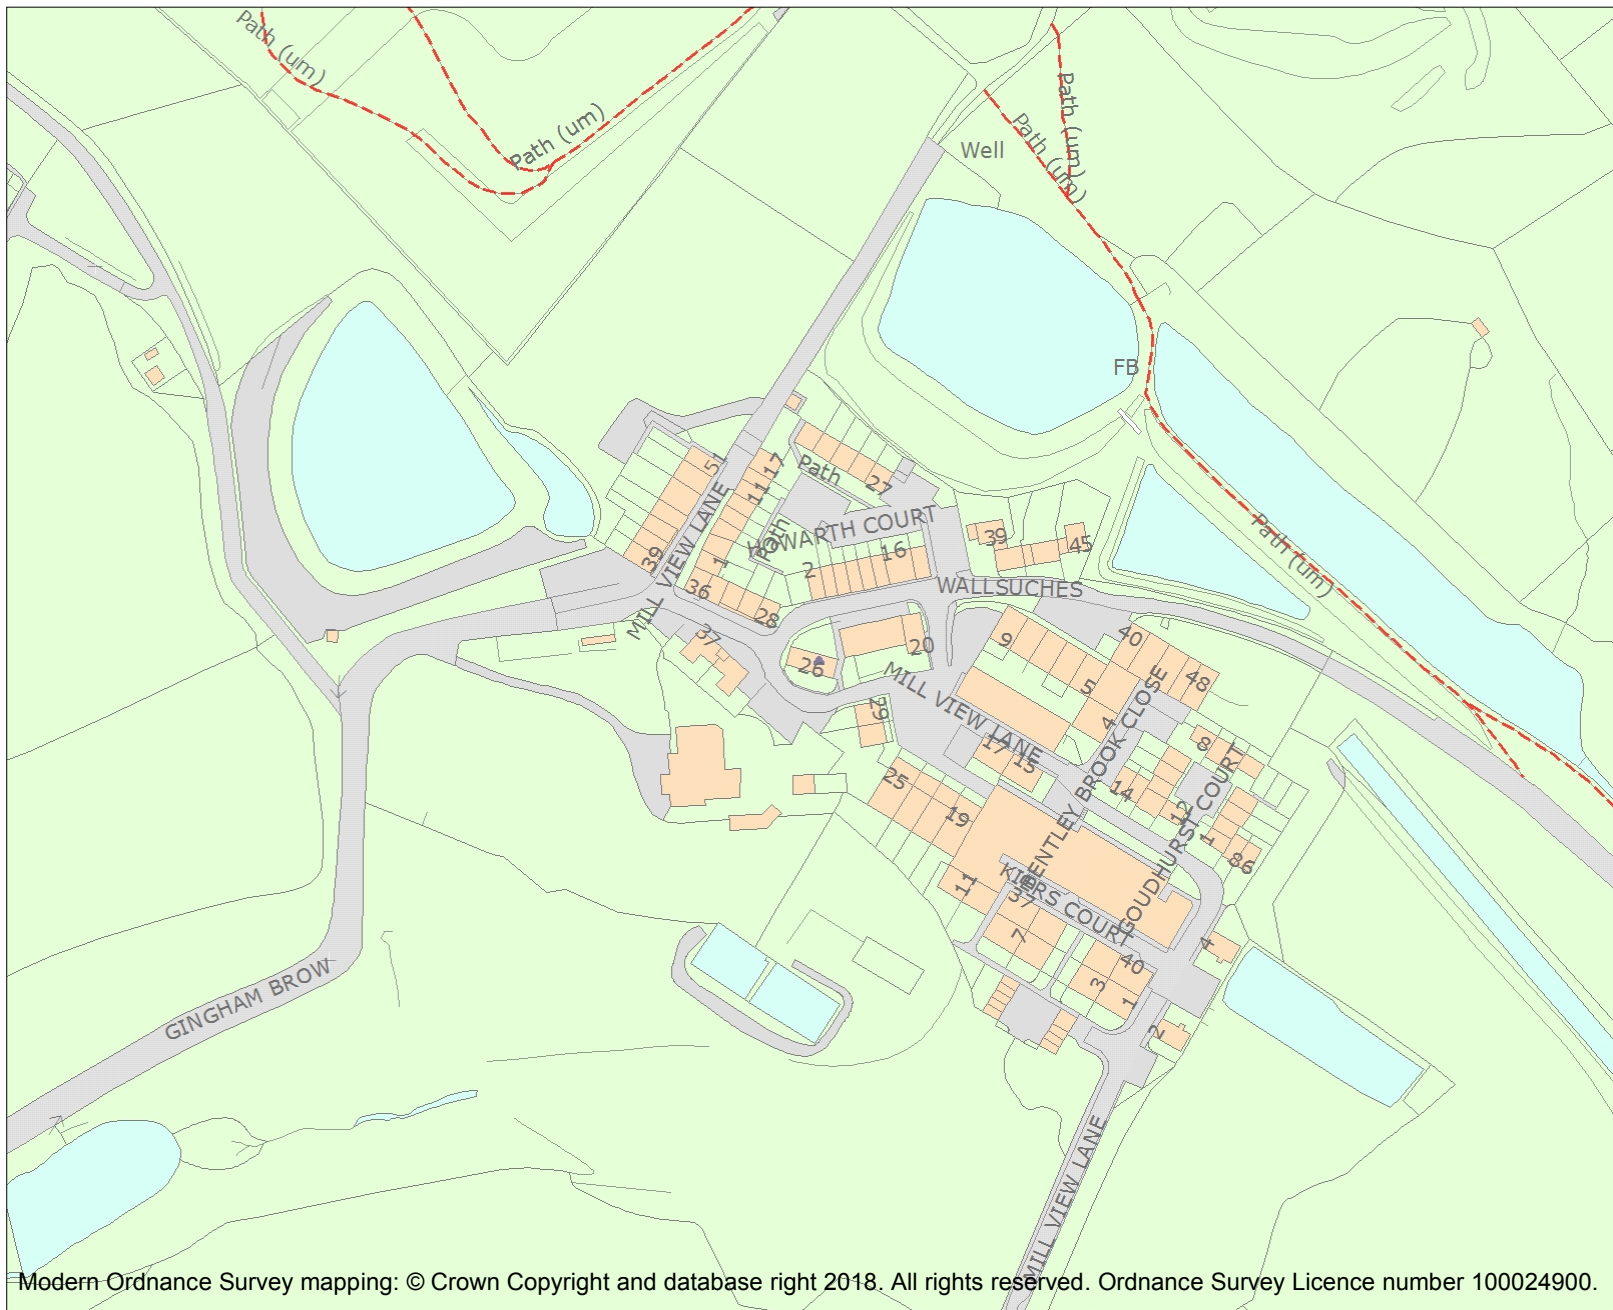 Path (um)
Path (um)
Path (um)
Path (um)
Well
FB
51
17
11
Path
27
HOWARTH COURT
Path
39
MILL VIEW LANE
1
2
16
39
45
WALLSUCHES
36
28
37
26
20
9
5
40
48
4
MILL VIEW LANE
29
17
15
BENTLEY BROOK CLOSE
8
14
12
GOUDHURST COURT
1
86
25
19
11
KIERS COURT
37
7
40
3
1
4
2
Path (um)
GINGHAM BROW
MILL VIEW LANE
Modern Ordnance Survey mapping: © Crown Copyright and database right 2018. All rights reserved. Ordnance Survey Licence number 100024900.